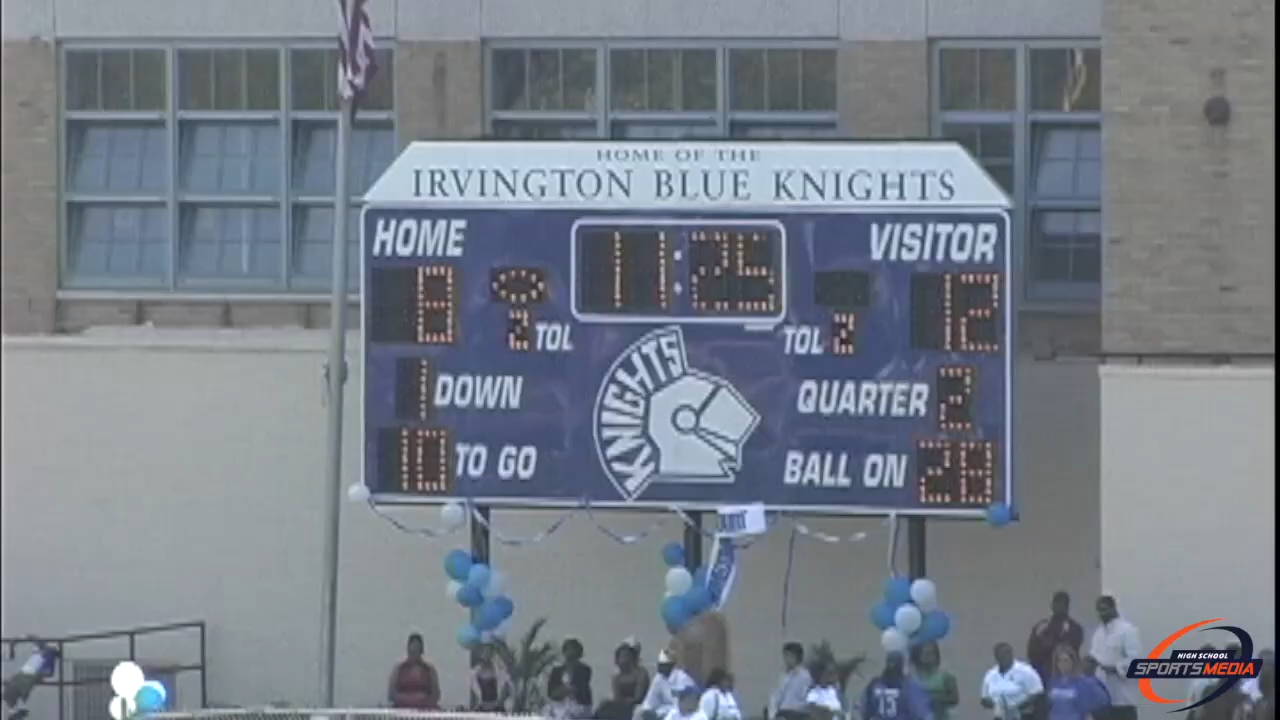 HOME OF THE
IRVINGTON BLUE KNIGHTS
HOME
11:25
VISITOR
8
12
2 TOL
TOL 2
KNIGHTS
1 DOWN
QUARTER 2
10 TO GO
BALL ON 28
13
HIGH SCHOOL
SPORTSMEDIA